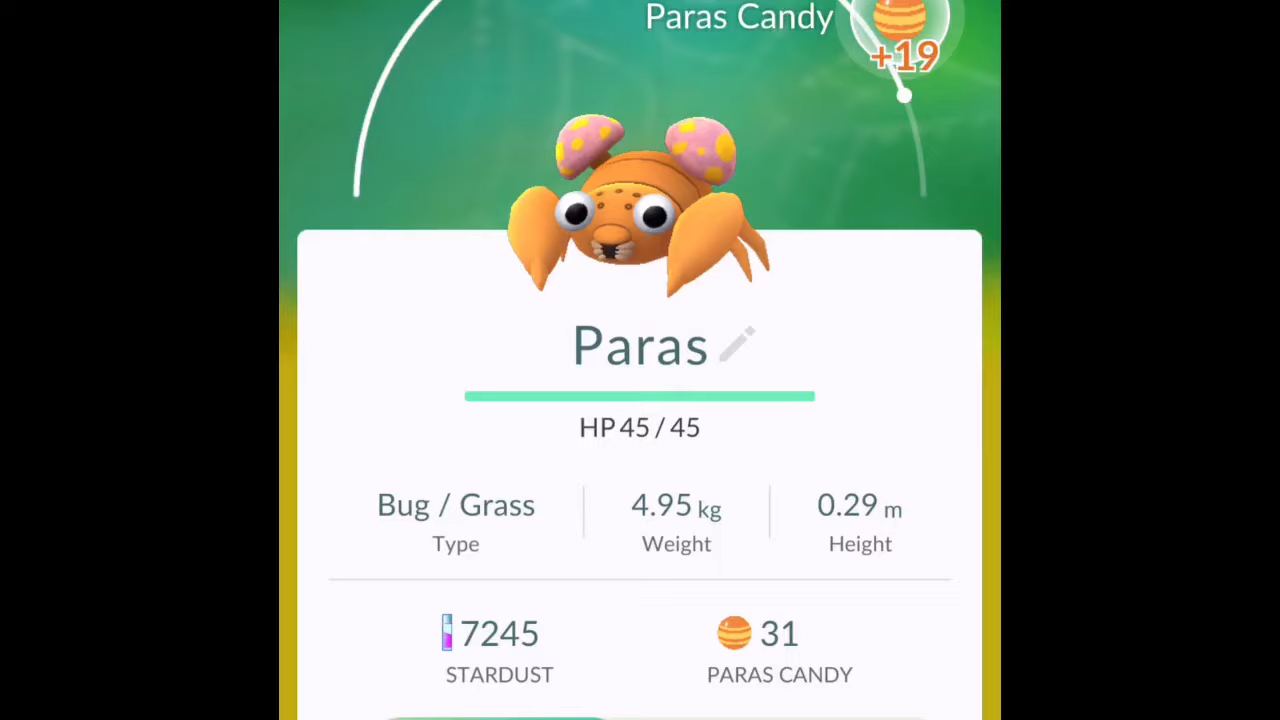 Paras Candy
+19
Paras
HP 45 / 45
Bug / Grass
4.95 kg
0.29 m
Type
Weight
Height
7245
31
STARDUST
PARAS CANDY